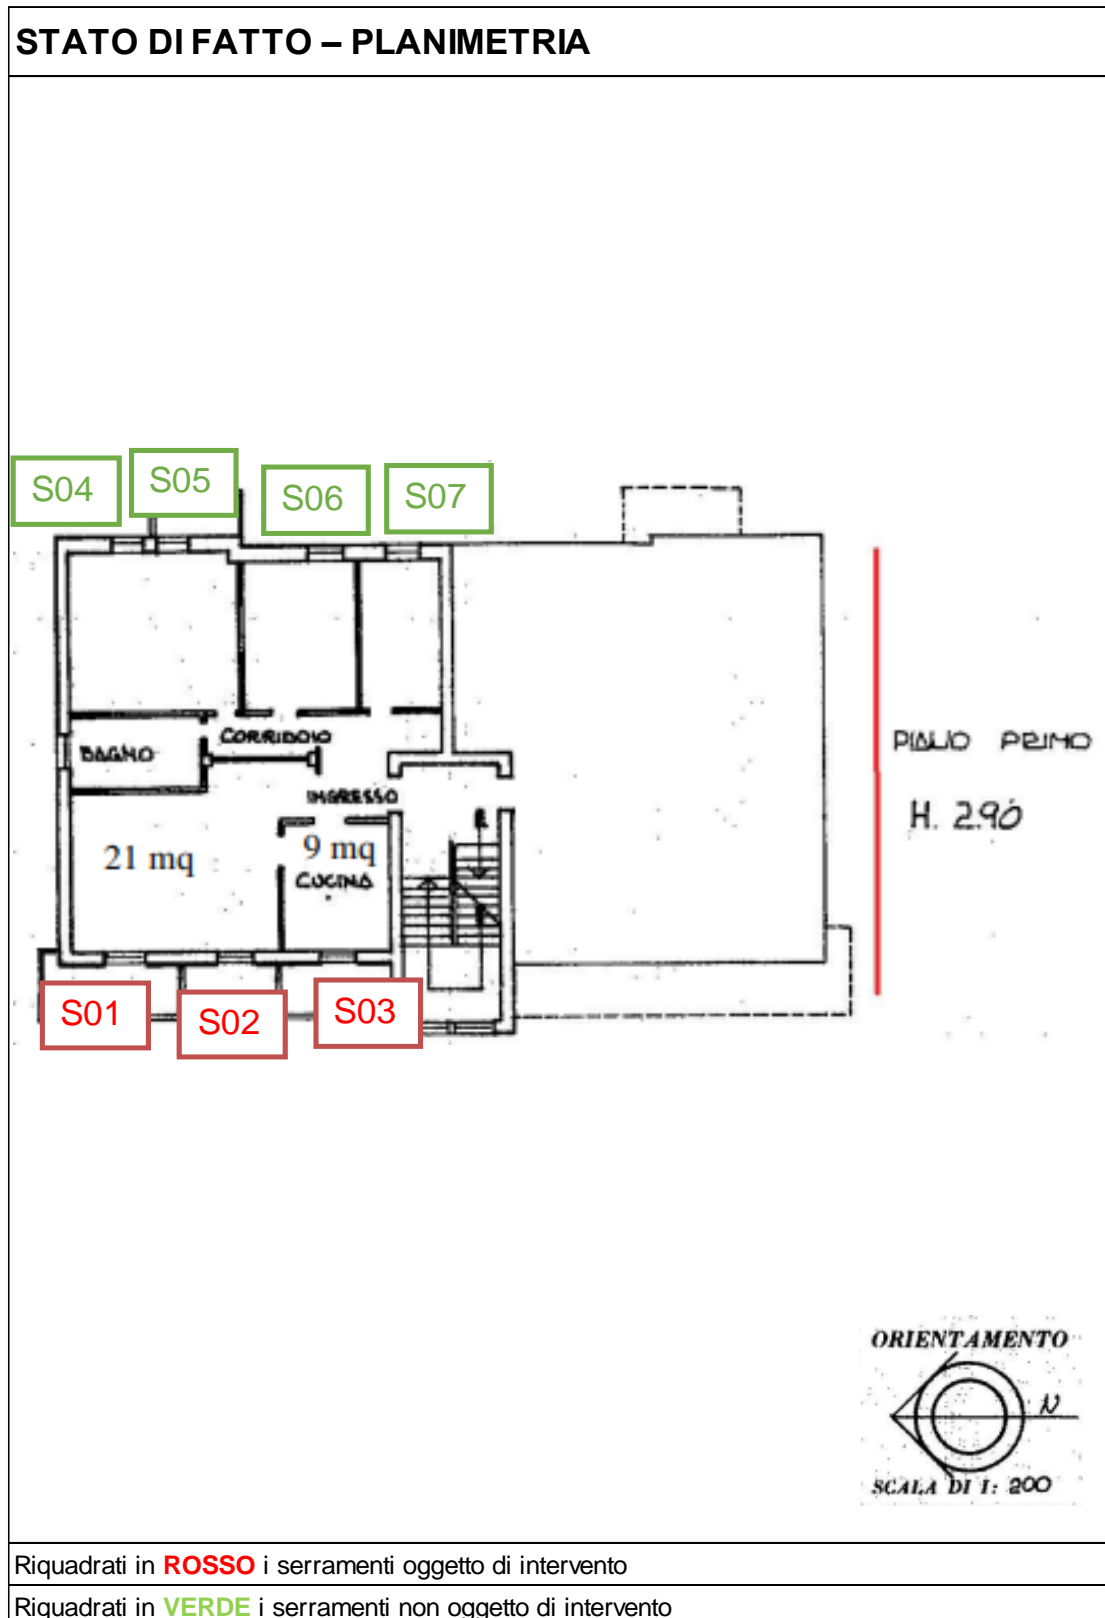 STATO DI FATTO – PLANIMETRIA
S04
S05
S06
S07
BAGNO
CORRIDOIO
INGRESSO
21 mq
9 mq
CUCINA
PIANO PRIMO
H. 2.90
S01
S02
S03
ORIENTAMENTO
N
SCALA DI 1: 200
Riquadrati in ROSSO i serramenti oggetto di intervento
Riquadrati in VERDE i serramenti non oggetto di intervento